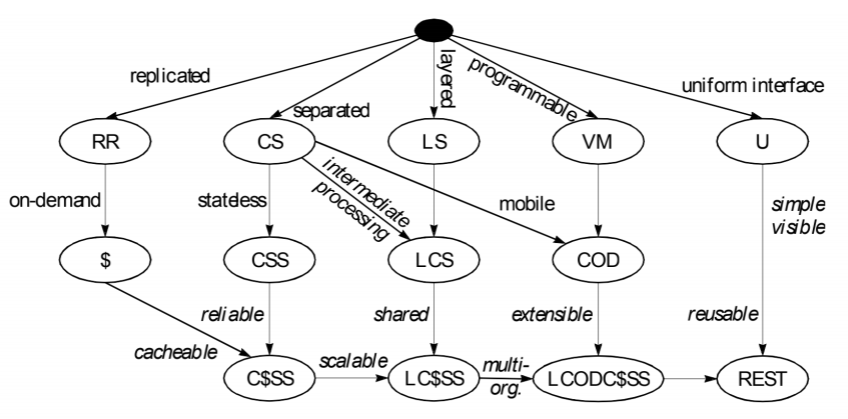 replicated
separated
layered
programmable
uniform interface
RR
CS
LS
VM
U
on-demand
stateless
intermediate
processing
mobile
simple
visible
$
CSS
LCS
COD
reliable
shared
extensible
reusable
cacheable
scalable
multi-
org.
C$SS
LC$SS
LCODC$SS
REST